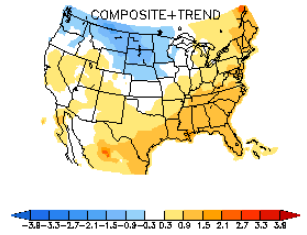 COMPOSITE+TREND
-3.9-3.3-2.7-2.1-1.5-0.9-0.3 0.3 0.9 1.5 2.1 2.7 3.3 3.9